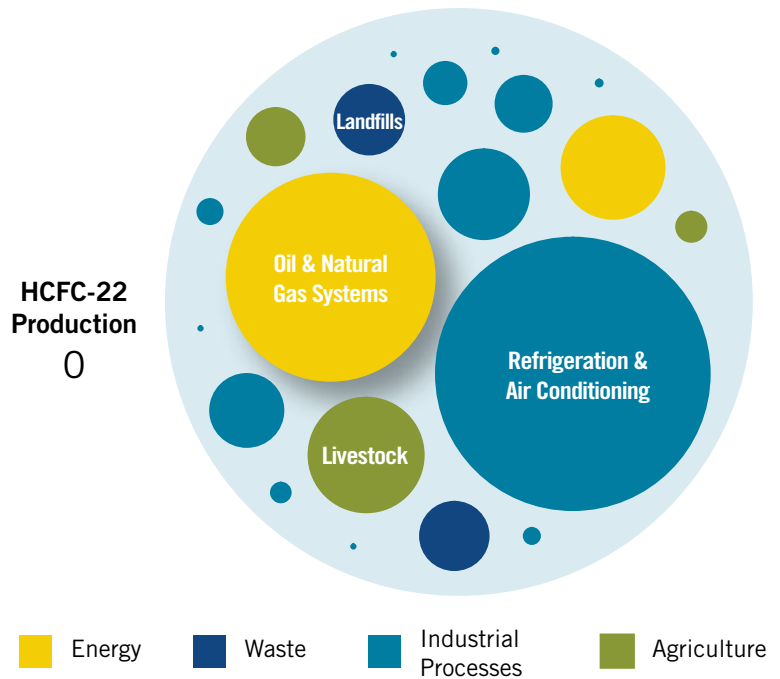 Landfills
Oil & Natural
Gas Systems
HCFC-22
Production
0
Refrigeration &
Air Conditioning
Livestock
Energy
Waste
Industrial
Processes
Agriculture